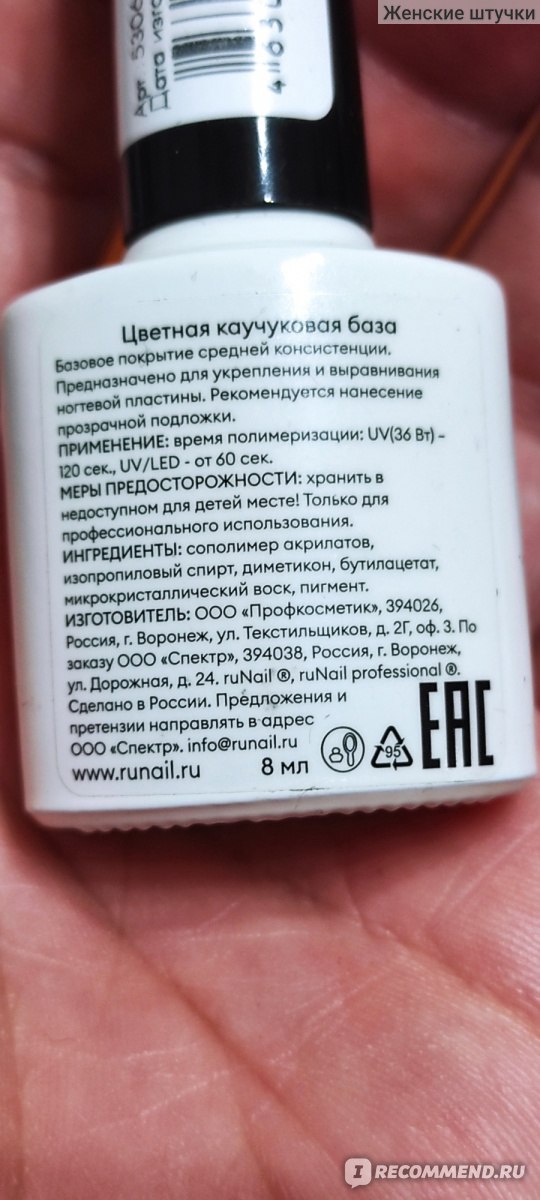 Женские штучки
Арт. 5306
Дата изго
Цветная каучуковая база
Базовое покрытие средней консистенции.
Предназначено для укрепления и выравнивания
ногтевой пластины. Рекомендуется нанесение
прозрачной подложки.
ПРИМЕНЕНИЕ: время полимеризации: UV(36 Вт) –
120 сек., UV/LED - от 60 сек.
МЕРЫ ПРЕДОСТОРОЖНОСТИ: хранить в
недоступном для детей месте! Только для
профессионального использования.
ИНГРЕДИЕНТЫ: сополимер акрилатов,
изопропиловый спирт, диметикон, бутилацетат,
микрокристаллический воск, пигмент.
ИЗГОТОВИТЕЛЬ: ООО «Профкосметик», 394026,
Россия, г. Воронеж, ул. Текстильщиков, д. 2Г, оф. 3. По
заказу ООО «Спектр», 394038, Россия, г. Воронеж,
ул. Дорожная, д. 24. ruNail ®, ruNail professional ®.
Сделано в России. Предложения и
претензии направлять в адрес
ООО «Спектр». info@runail.ru
www.runail.ru 8 мл 95 EAC
IRECOMMEND.RU